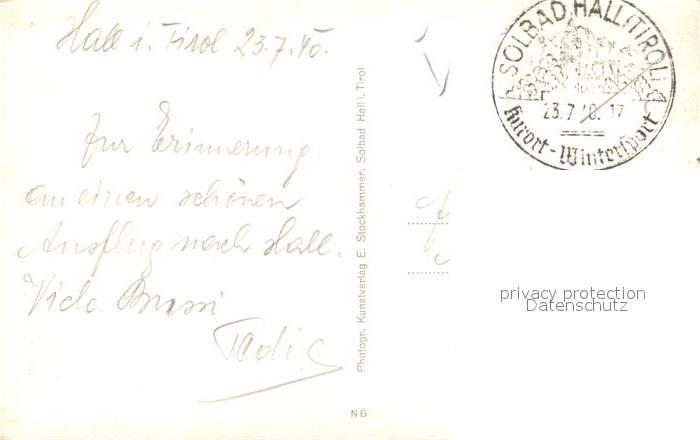 Hall i. Tirol 23.7.40.
Zur Erinnerung
an einen schönen
Ausflug nach Hall.
Viele Bussi
Photogr. Kunstverlag E. Stockhammer, Solbad Hall i. Tirol
NB
SOLBAD HALL (TIROL)
23.7.40.17
Kurort-Wintersport
privacy protection
Datenschutz